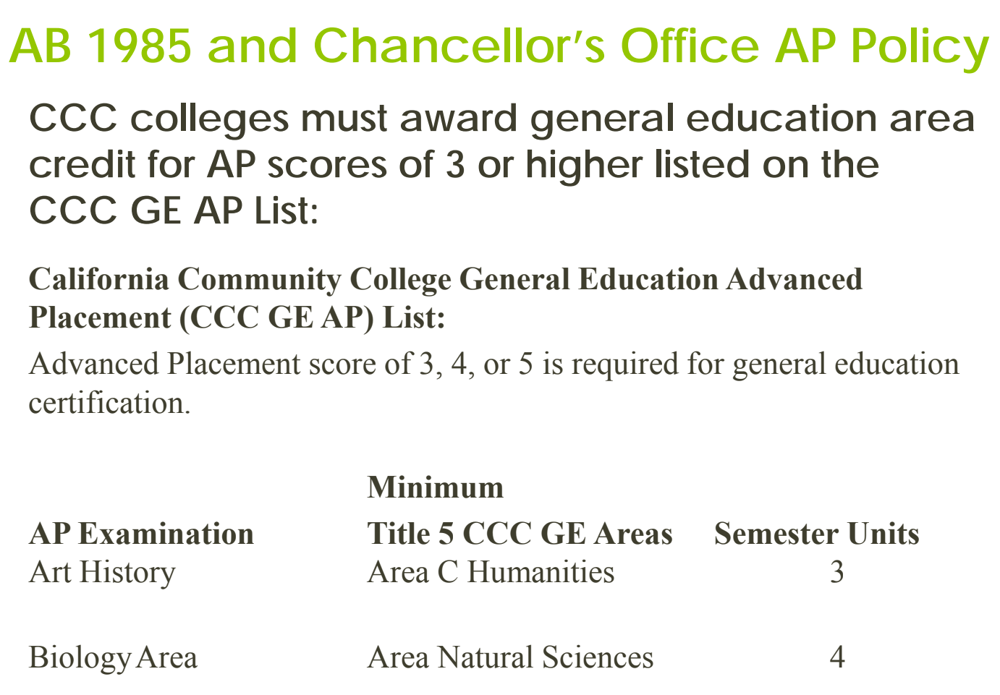 AB 1985 and Chancellor’s Office AP Policy
CCC colleges must award general education area
credit for AP scores of 3 or higher listed on the
CCC GE AP List:
California Community College General Education Advanced
Placement (CCC GE AP) List:
Advanced Placement score of 3, 4, or 5 is required for general education
certification.
Minimum
AP Examination Title 5 CCC GE Areas Semester Units
Art History Area C Humanities 3
Biology Area Area Natural Sciences 4